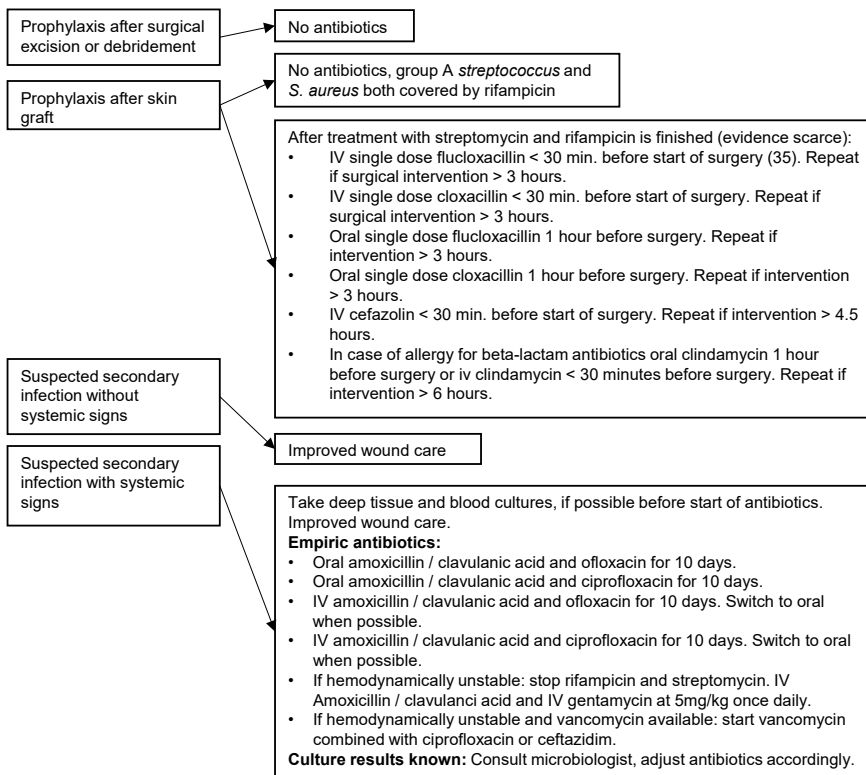 Prophylaxis after surgical
excision or debridement
No antibiotics
Prophylaxis after skin
graft
No antibiotics, group A streptococcus and
S. aureus both covered by rifampicin
After treatment with streptomycin and rifampicin is finished (evidence scarce):
• IV single dose flucloxacillin < 30 min. before start of surgery (35). Repeat
if surgical intervention > 3 hours.
• IV single dose cloxacillin < 30 min. before start of surgery. Repeat if
surgical intervention > 3 hours.
• Oral single dose flucloxacillin 1 hour before surgery. Repeat if
intervention > 3 hours.
• Oral single dose cloxacillin 1 hour before surgery. Repeat if intervention
> 3 hours.
• IV cefazolin < 30 min. before start of surgery. Repeat if intervention > 4.5
hours.
• In case of allergy for beta-lactam antibiotics oral clindamycin 1 hour
before surgery or iv clindamycin < 30 minutes before surgery. Repeat if
intervention > 6 hours.
Suspected secondary
infection without
systemic signs
Improved wound care
Suspected secondary
infection with systemic
signs
Take deep tissue and blood cultures, if possible before start of antibiotics.
Improved wound care.
Empiric antibiotics:
• Oral amoxicillin / clavulanic acid and ofloxacin for 10 days.
• Oral amoxicillin / clavulanic acid and ciprofloxacin for 10 days.
• IV amoxicillin / clavulanic acid and ofloxacin for 10 days. Switch to oral
when possible.
• IV amoxicillin / clavulanic acid and ciprofloxacin for 10 days. Switch to oral
when possible.
• If hemodynamically unstable: stop rifampicin and streptomycin. IV
Amoxicillin / clavulanci acid and IV gentamycin at 5mg/kg once daily.
• If hemodynamically unstable and vancomycin available: start vancomycin
combined with ciprofloxacin or ceftazidim.
Culture results known: Consult microbiologist, adjust antibiotics accordingly.